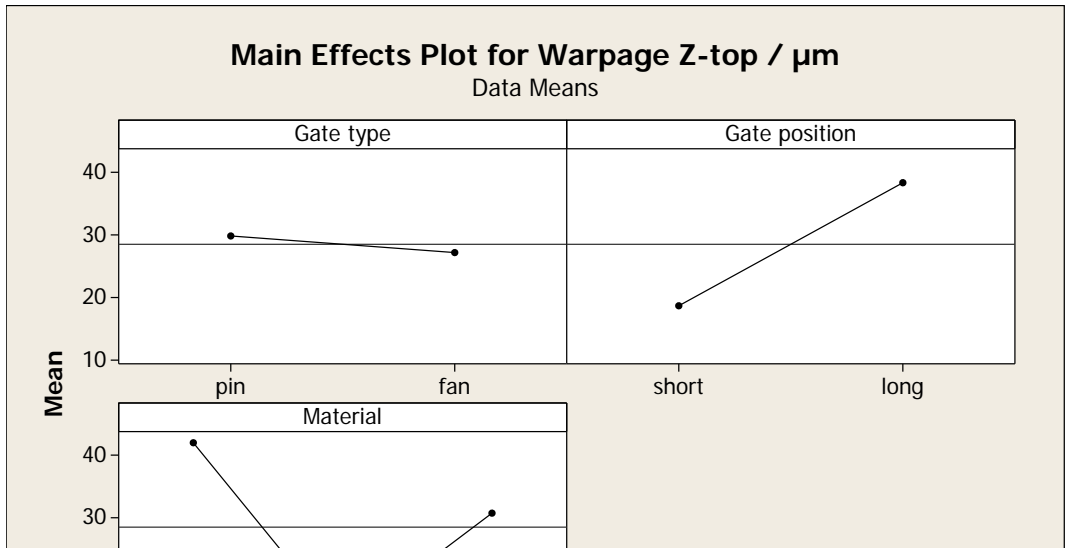 Main Effects Plot for Warpage Z-top / µm
Data Means
Gate type
Gate position
40
30
20
10
pin
fan
short
long
Mean
Material
40
30